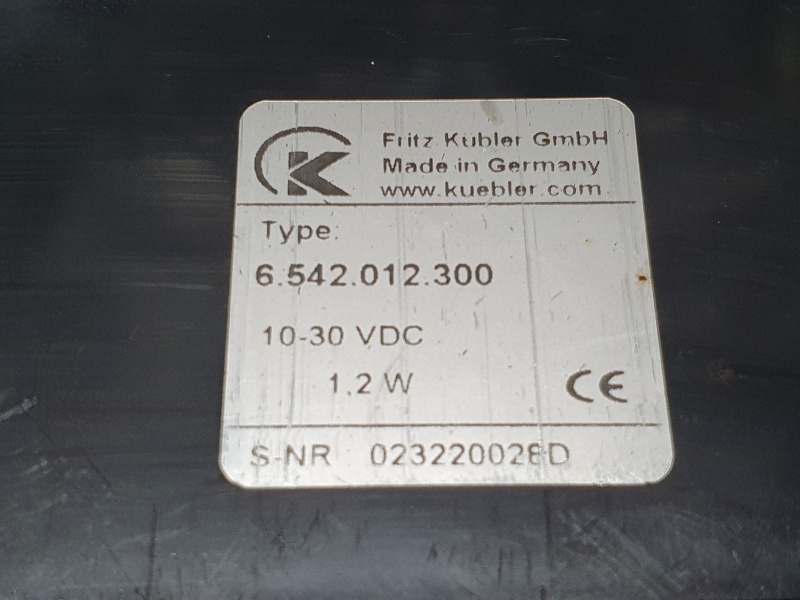 Fritz Kübler GmbH
Made in Germany
www.kuebler.com
Type:
6.542.012.300
10-30 VDC
1,2 W
CE
S-NR 023220028D